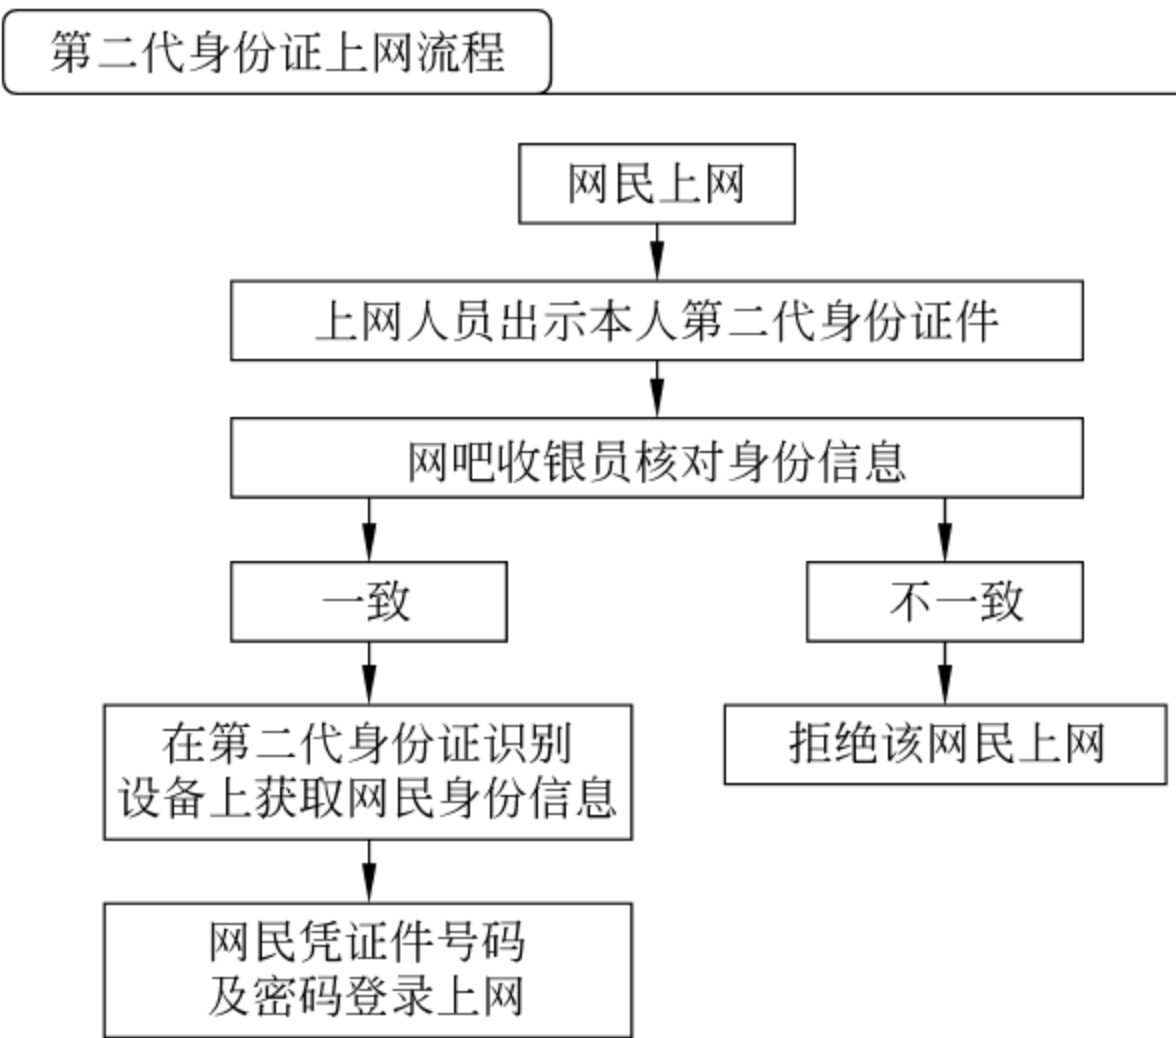 第二代身份证上网流程
网民上网
上网人员出示本人第二代身份证件
网吧收银员核对身份信息
一致
不一致
在第二代身份证识别
设备上获取网民身份信息
拒绝该网民上网
网民凭证件号码
及密码登录上网